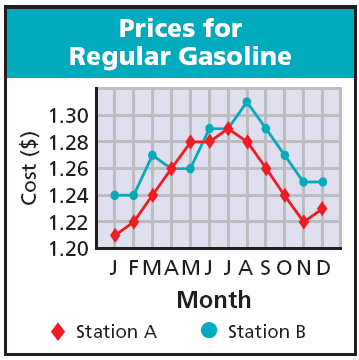 Prices for
Regular Gasoline
Cost ($)
1.30
1.28
1.26
1.24
1.22
1.20
J F M A M J J A S O N D
Month
Station A
Station B